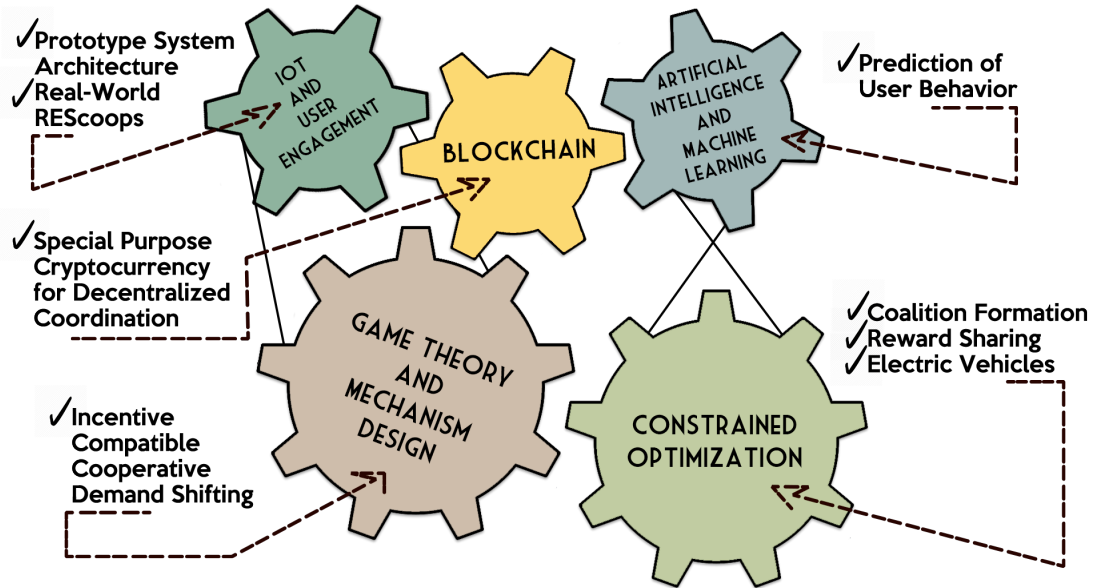 ✓Prototype System
Architecture
✓Real-World
REScoops
IOT
AND
USER
ENGAGEMENT
BLOCKCHAIN
ARTIFICIAL
INTELLIGENCE
AND
MACHINE
LEARNING
✓Prediction of
User Behavior
✓Special Purpose
Cryptocurrency
for Decentralized
Coordination
GAME THEORY
AND
MECHANISM
DESIGN
✓Coalition Formation
✓Reward Sharing
✓Electric Vehicles
CONSTRAINED
OPTIMIZATION
✓Incentive
Compatible
Cooperative
Demand Shifting